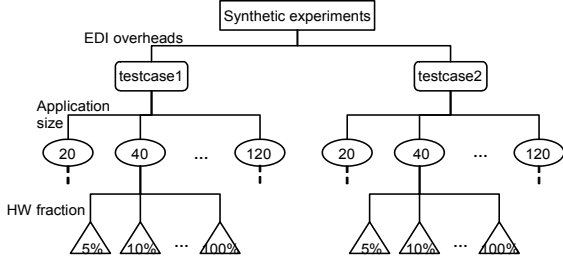 Synthetic experiments
EDI overheads
testcase1 testcase2
Application
size
20 40 ... 120 20 40 ... 120
HW fraction
5% 10% ... 100% 5% 10% ... 100%